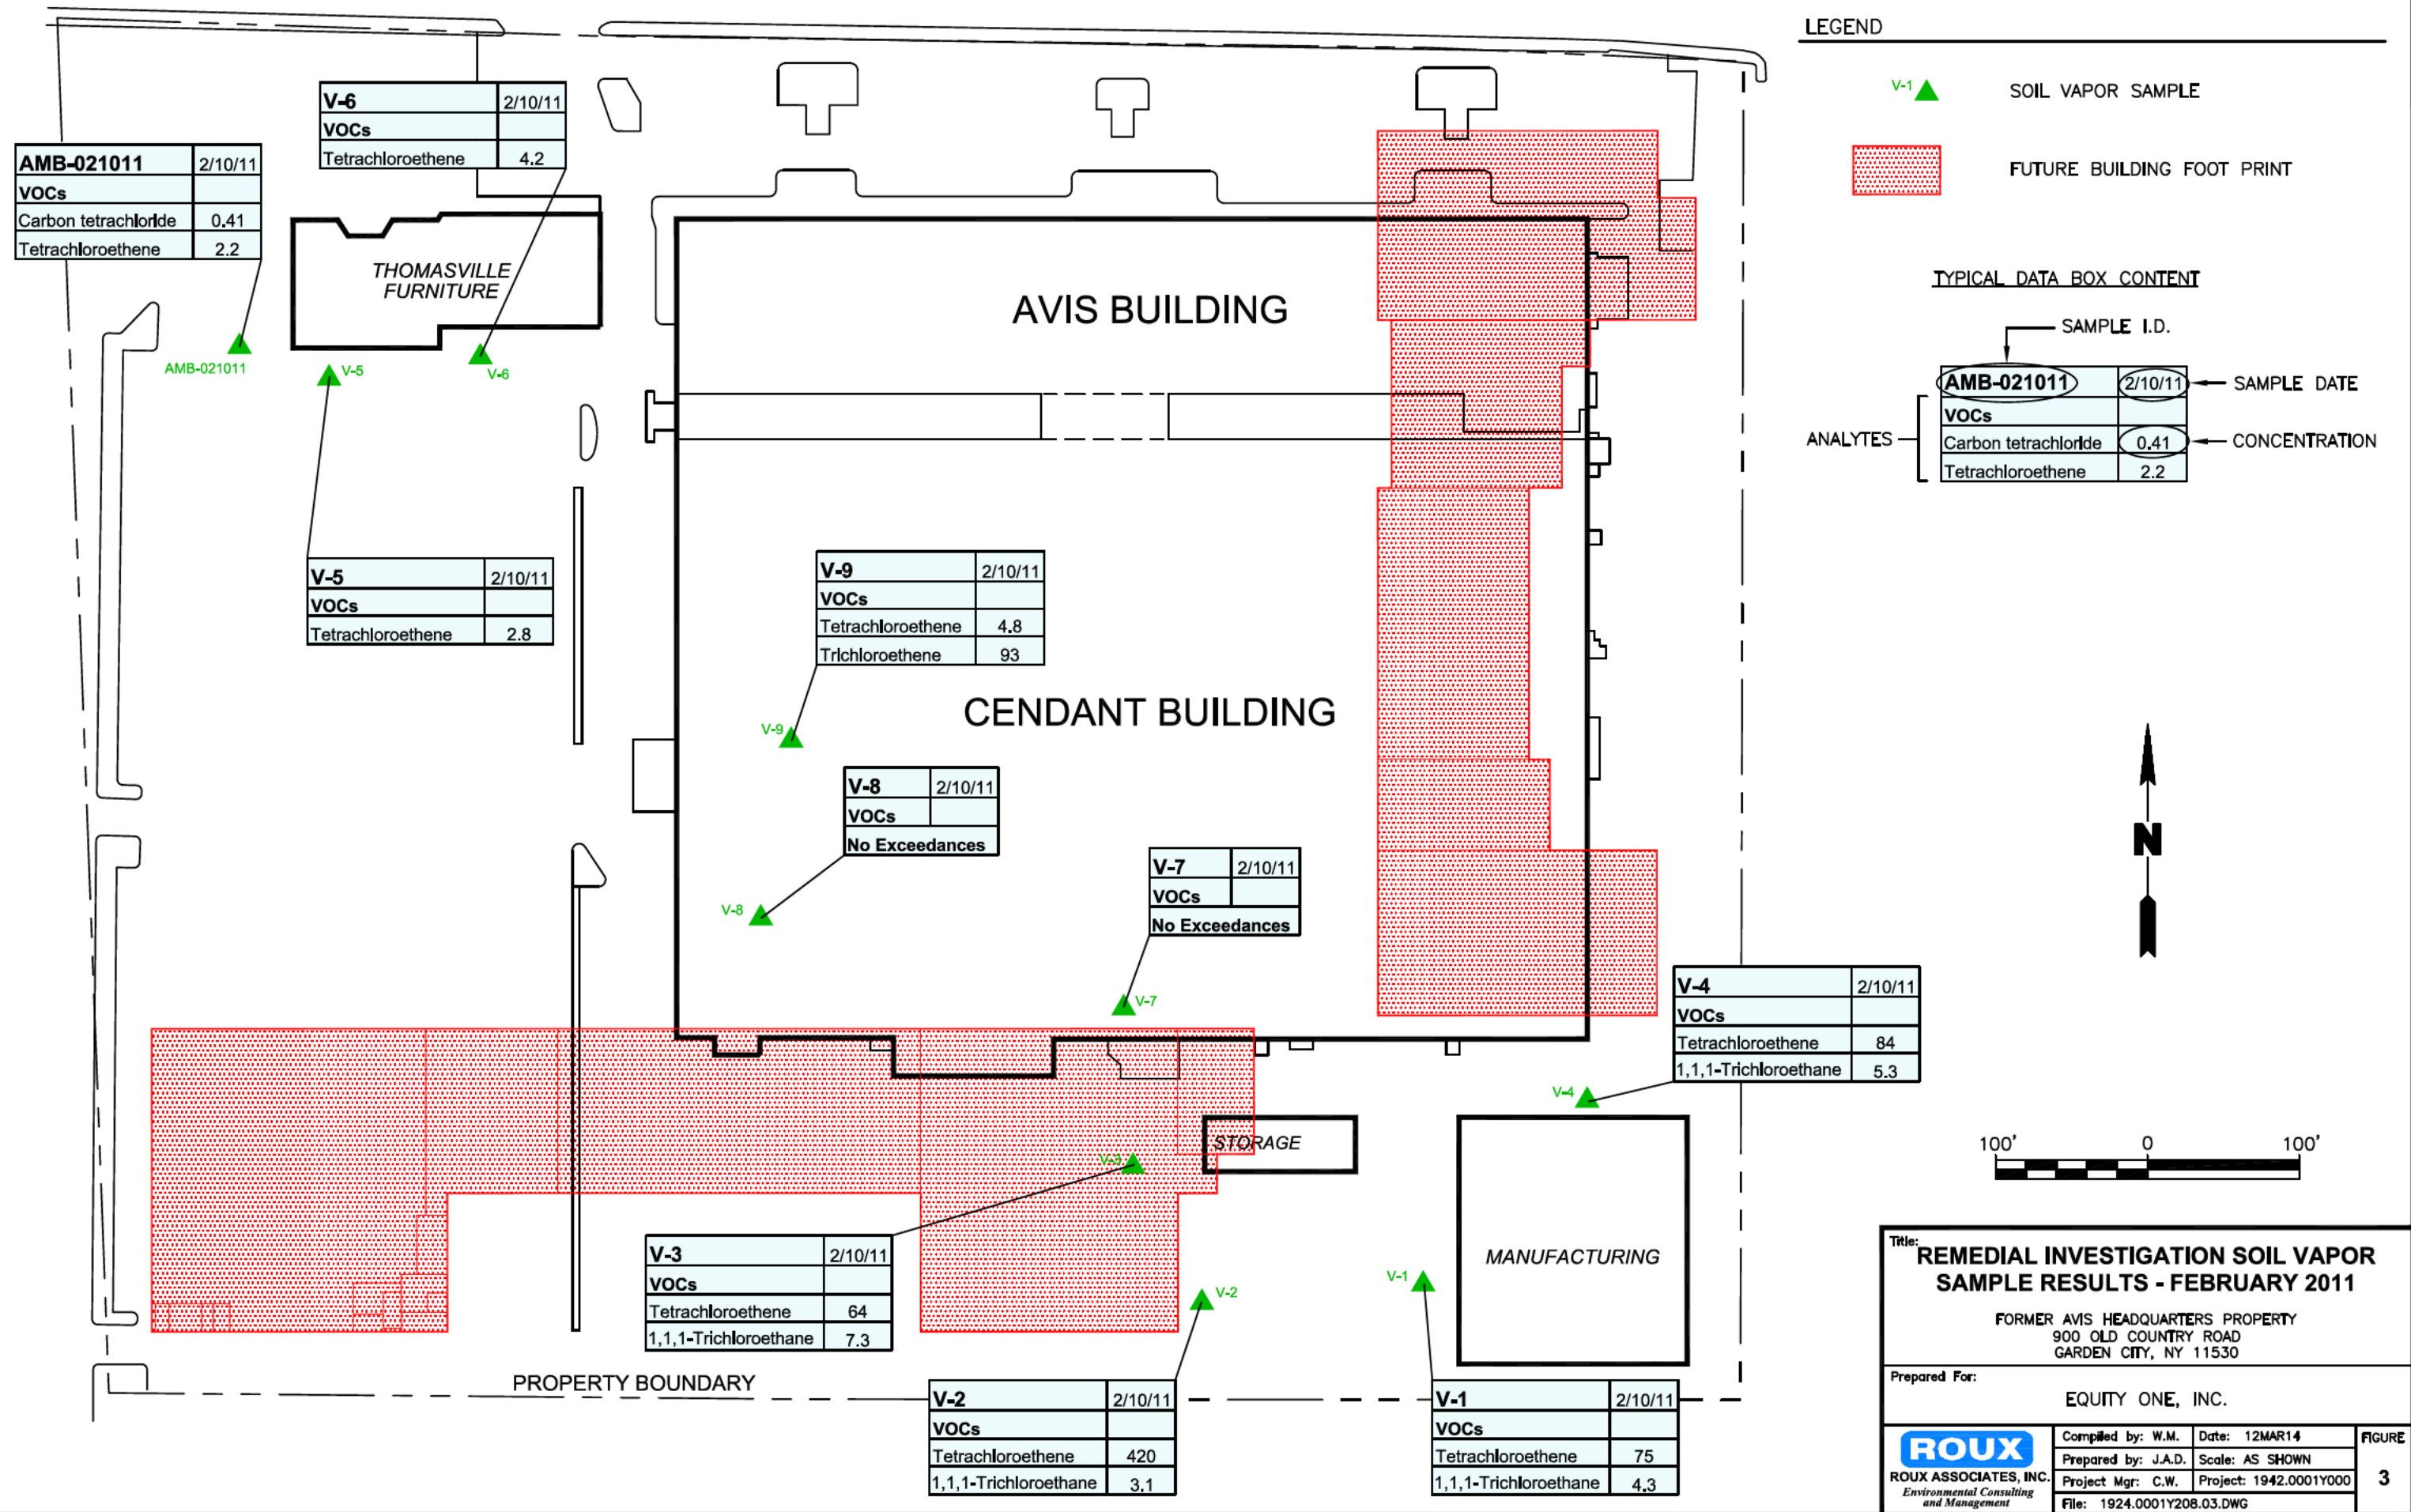 V-6 2/10/11
VOCs
Tetrachloroethene 4.2
AMB-021011 2/10/11
VOCs
Carbon tetrachloride 0.41
Tetrachloroethene 2.2
THOMASVILLE
FURNITURE
AMB-021011
V-5
V-6
AVIS BUILDING
V-5 2/10/11
VOCs
Tetrachloroethene 2.8
V-9 2/10/11
VOCs
Tetrachloroethene 4.8
Trichloroethene 93
CENDANT BUILDING
V-9
V-8 2/10/11
VOCs
No Exceedances
V-8
V-7 2/10/11
VOCs
No Exceedances
V-7
V-4 2/10/11
VOCs
Tetrachloroethene 84
1,1,1-Trichloroethane 5.3
V-4
STORAGE
V-3
MANUFACTURING
V-3 2/10/11
VOCs
Tetrachloroethene 64
1,1,1-Trichloroethane 7.3
V-2
V-1
PROPERTY BOUNDARY
V-2 2/10/11
VOCs
Tetrachloroethene 420
1,1,1-Trichloroethane 3.1
V-1 2/10/11
VOCs
Tetrachloroethene 75
1,1,1-Trichloroethane 4.3
LEGEND
V-1 SOIL VAPOR SAMPLE
FUTURE BUILDING FOOT PRINT
TYPICAL DATA BOX CONTENT
SAMPLE I.D.
AMB-021011 2/10/11 SAMPLE DATE
VOCs
ANALYTES Carbon tetrachloride 0.41 CONCENTRATION
Tetrachloroethene 2.2
N
100' 0 100'
Title:
REMEDIAL INVESTIGATION SOIL VAPOR
SAMPLE RESULTS - FEBRUARY 2011
FORMER AVIS HEADQUARTERS PROPERTY
900 OLD COUNTRY ROAD
GARDEN CITY, NY 11530
Prepared For:
EQUITY ONE, INC.
ROUX
ROUX ASSOCIATES, INC.
Environmental Consulting
and Management
Compiled by: W.M. Date: 12MAR14
Prepared by: J.A.D. Scale: AS SHOWN
Project Mgr: C.W. Project: 1942.0001Y000
File: 1924.0001Y208.03.DWG
FIGURE
3